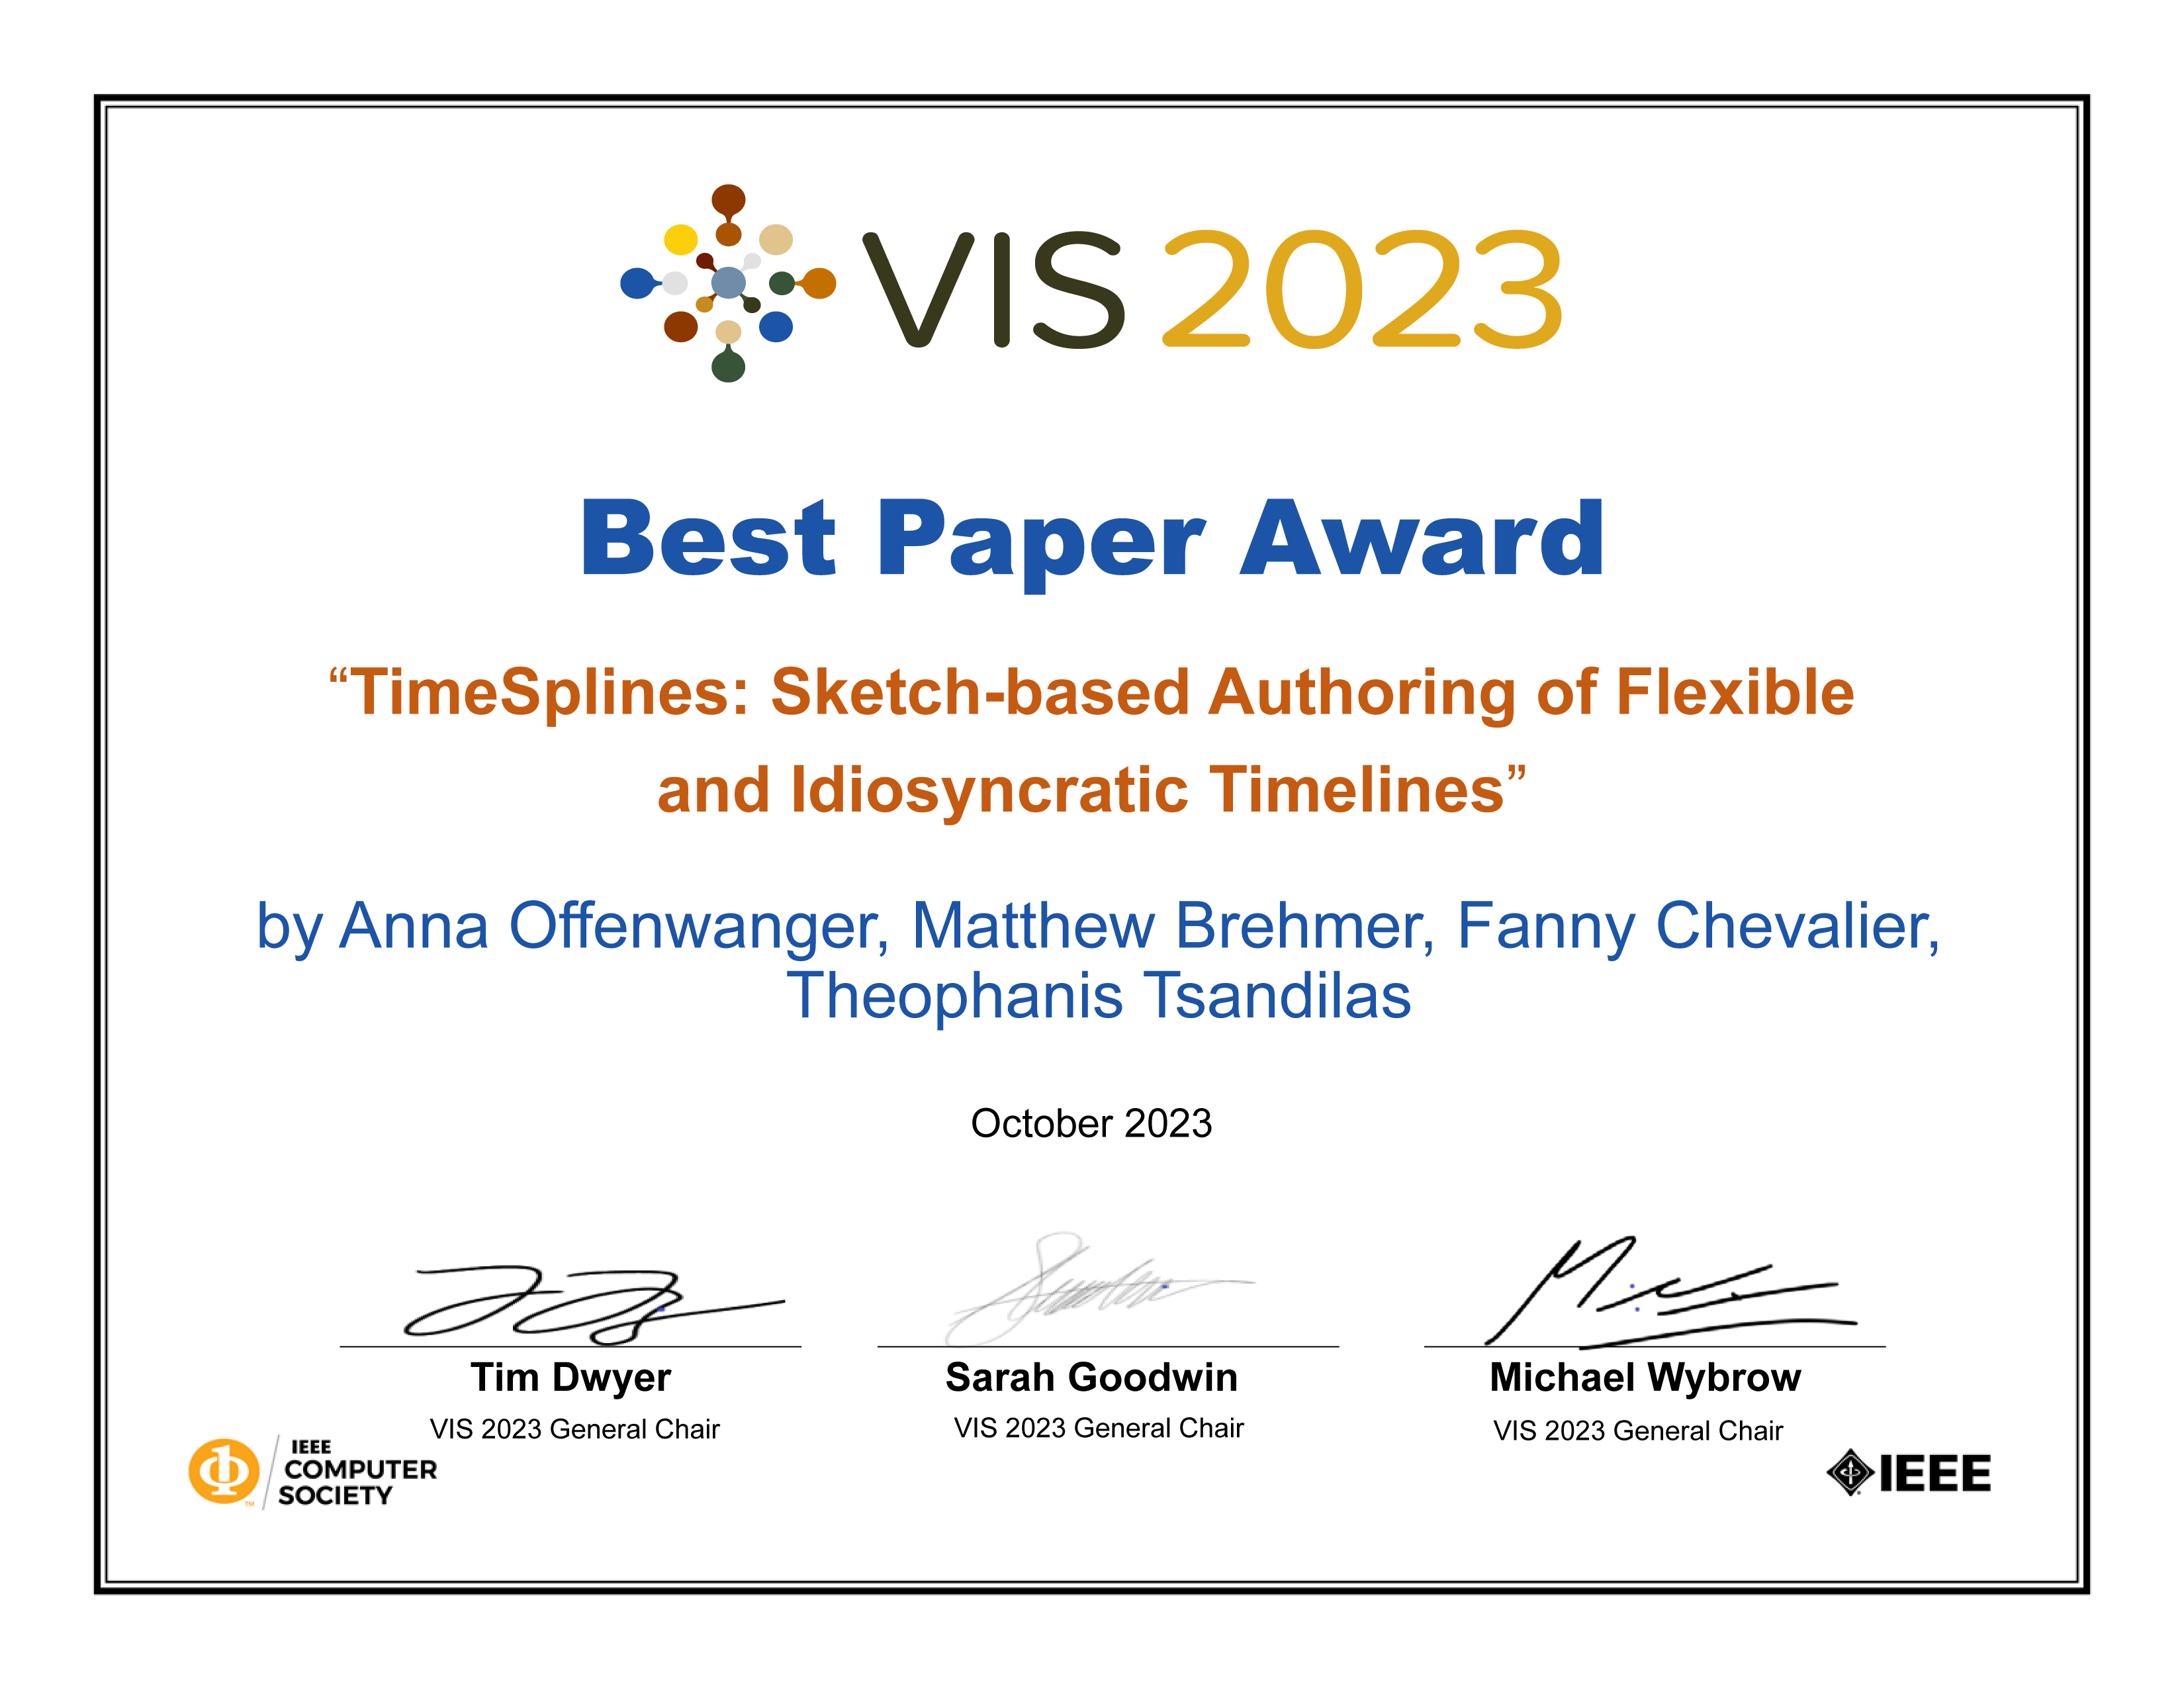 VIS 2023
Best Paper Award
“TimeSplines: Sketch-based Authoring of Flexible
and Idiosyncratic Timelines”
by Anna Offenwanger, Matthew Brehmer, Fanny Chevalier,
Theophanis Tsandilas
October 2023
Tim Dwyer
VIS 2023 General Chair
Sarah Goodwin
VIS 2023 General Chair
Michael Wybrow
VIS 2023 General Chair
IEEE
COMPUTER
SOCIETY
TM
IEEE